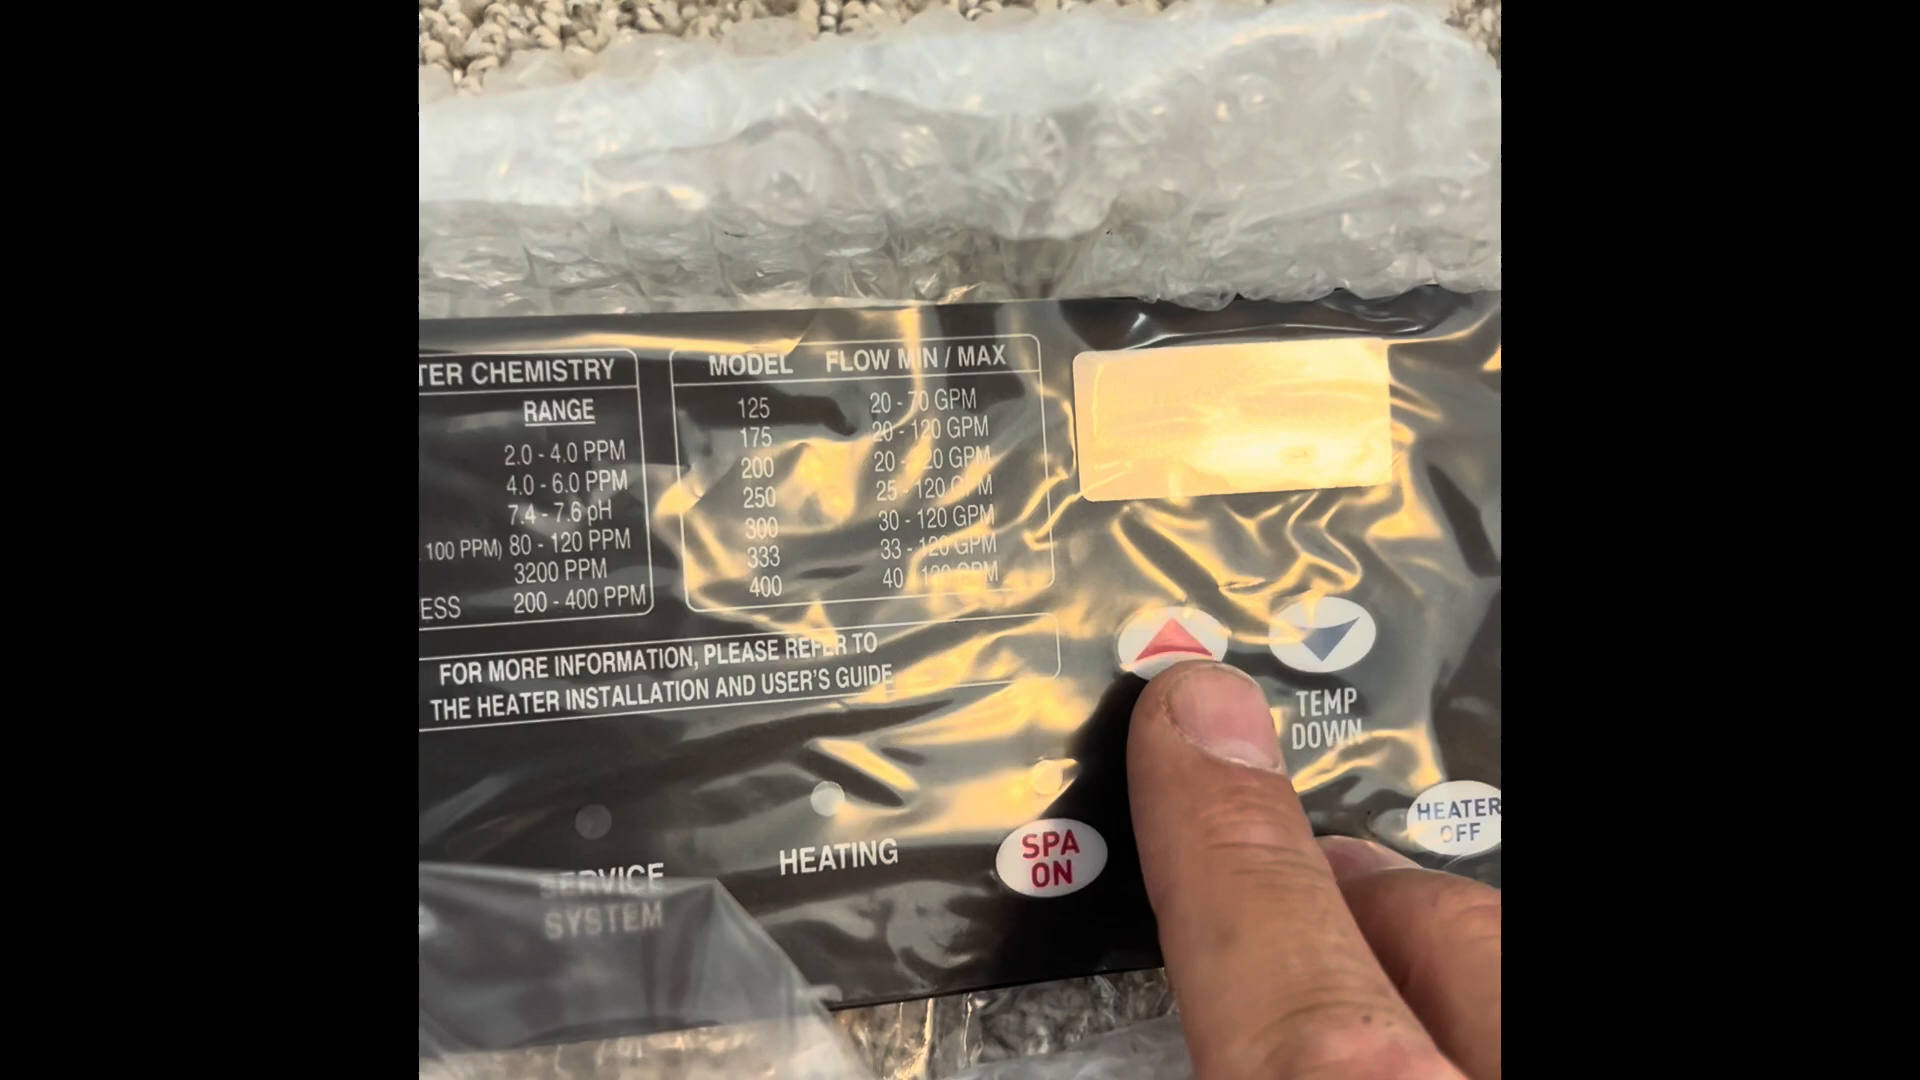 TER CHEMISTRY
RANGE
2.0 - 4.0 PPM
4.0 - 6.0 PPM
7.4 - 7.6 pH
100 PPM) 80 - 120 PPM
3200 PPM
ESS 200 - 400 PPM
MODEL FLOW MIN / MAX
125 20 - 70 GPM
175 20 - 120 GPM
200 20 - 120 GPM
250 25 - 120 GPM
300 30 - 120 GPM
333 33 - 120 GPM
400 40 - 120 GPM
FOR MORE INFORMATION, PLEASE REFER TO
THE HEATER INSTALLATION AND USER'S GUIDE
TEMP
DOWN
HEATER
OFF
SPA
ON
HEATING
SERVICE
SYSTEM